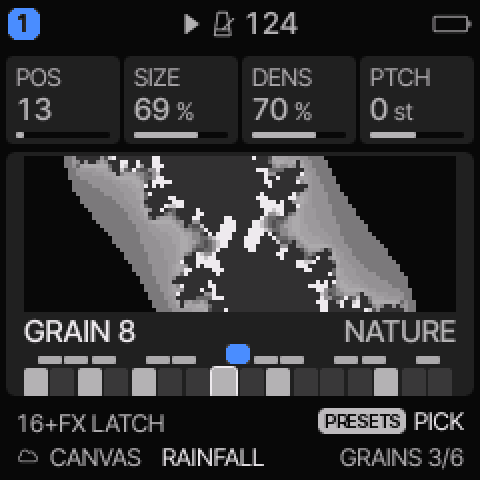 1 124
POS SIZE DENS PTCH
13 69 % 70 % 0 st
GRAIN 8 NATURE
16+FX LATCH PRESETS PICK
CANVAS RAINFALL GRAINS 3/6